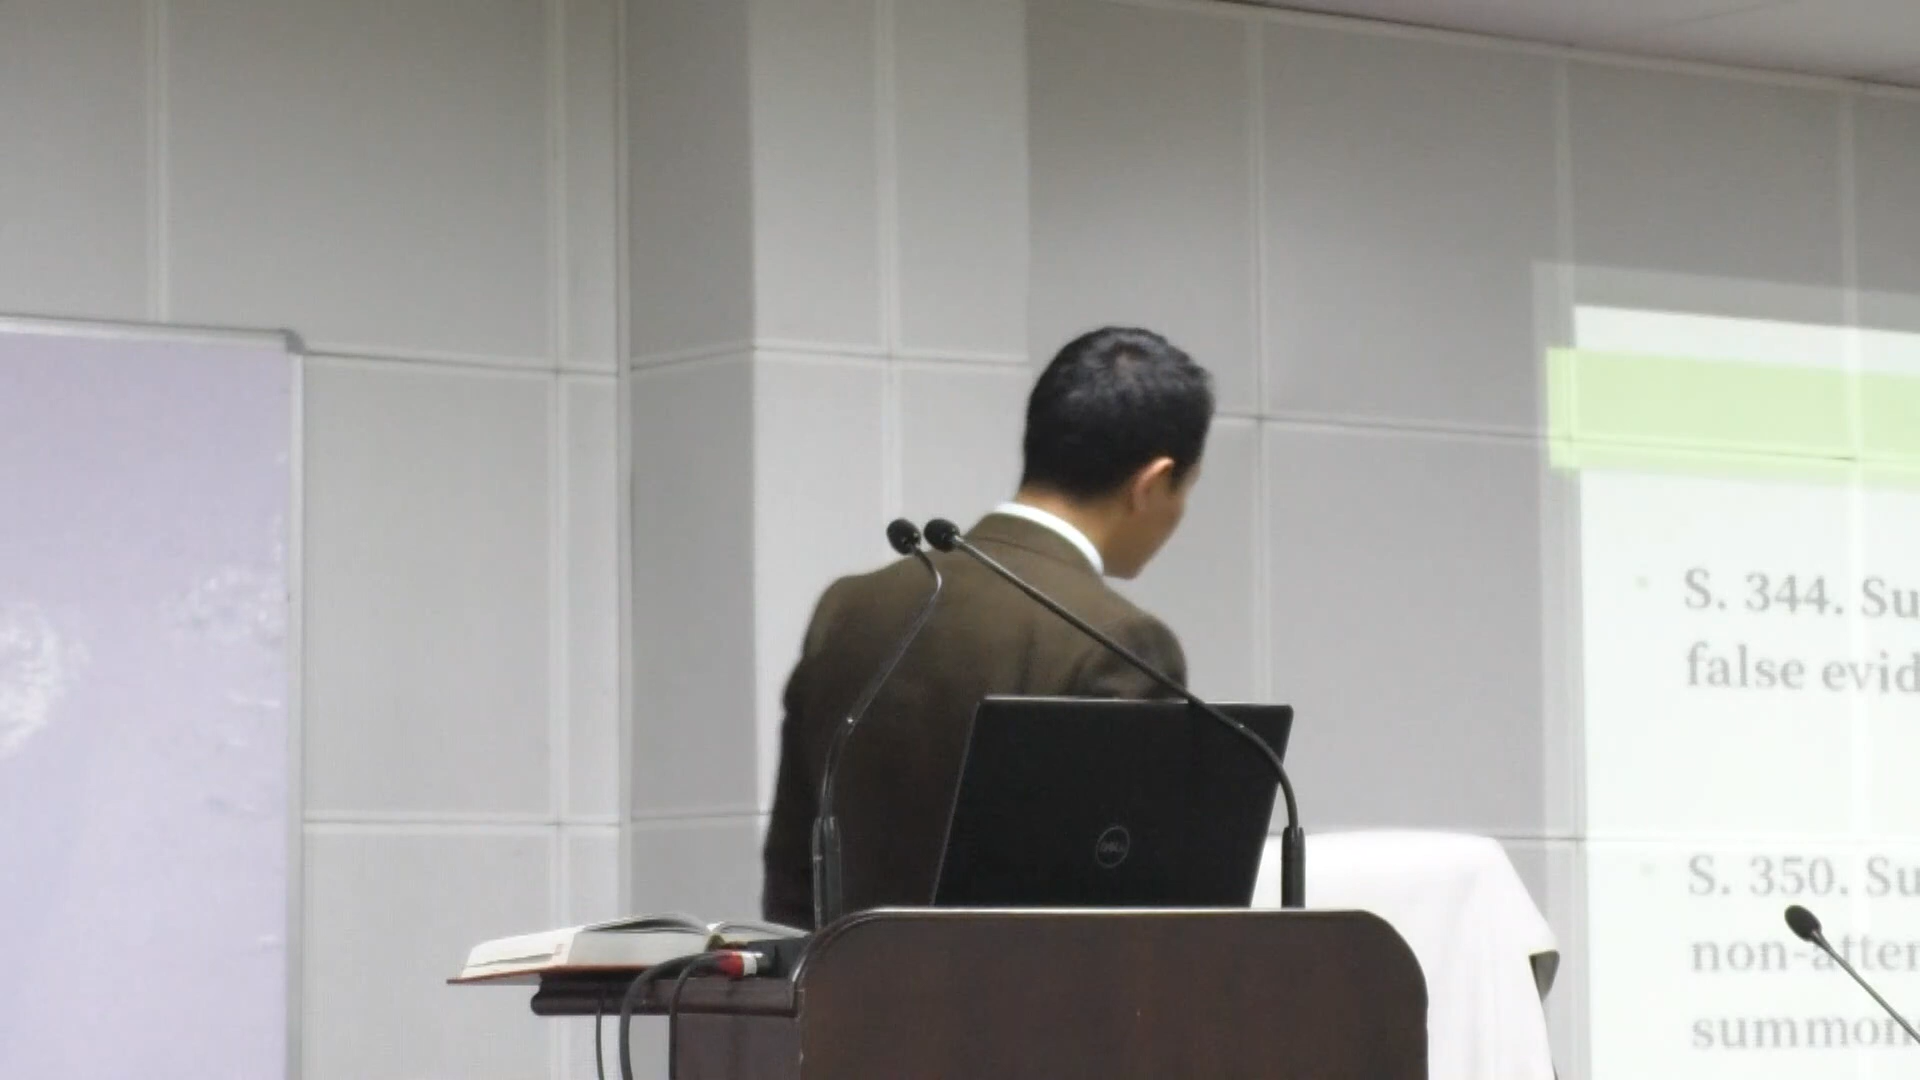 S. 344. Su
false evid
S. 350. Su
non-atten
summon
DELL